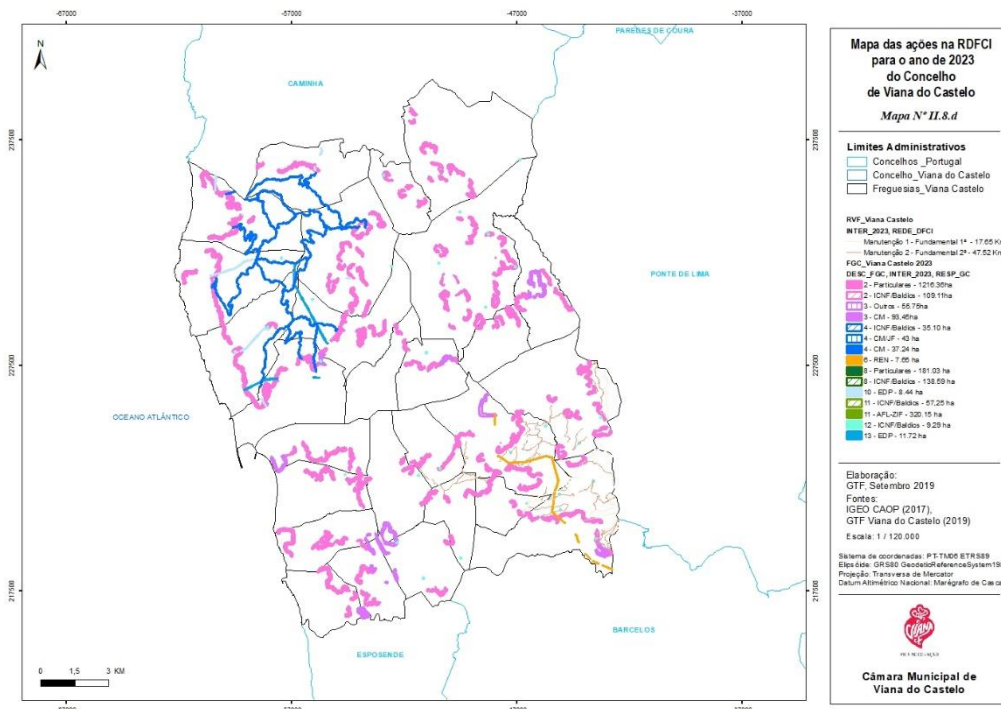 -67000
-57000
-47000
-37000
PAREDES DE COURA
N
CAMINHA
237500
237500
PONTE DE LIMA
227500
227500
OCEANO ATLÂNTICO
217500
217500
BARCELOS
ESPOSENDE
0 1,5 3 KM
Mapa das ações na RDFCI
para o ano de 2023
do Concelho
de Viana do Castelo
Mapa Nº II.8.d
Limites Administrativos
Concelhos_Portugal
Concelho_Viana do Castelo
Freguesias_Viana Castelo
RVF_Viana Castelo
INTER_2023, REDE_DFCI
Manutenção 1 - Fundamental 1ª - 17.65 Km
Manutenção 2 - Fundamental 2ª - 47.52 Km
FGC_Viana Castelo 2023
DESC_FGC, INTER_2023, RESP_GC
2 - Particulares - 1216.36ha
2 - ICNF/Baldios - 109.11ha
3 - Outros - 55.75ha
3 - CM - 93.45ha
4 - ICNF/Baldios - 35.10 ha
4 - CM/JF - 43 ha
4 - CM - 37.24 ha
6 - REN - 7.66 ha
8 - Particulares - 181.03 ha
8 - ICNF/Baldios - 138.59 ha
10 - EDP - 8.44 ha
11 - ICNF/Baldios - 57,25 ha
11 - AFL-ZIF - 320.15 ha
12 - ICNF/Baldios - 9.29 ha
13 - EDP - 11.72 ha
Elaboração:
GTF, Setembro 2019
Fontes:
IGEO CAOP (2017),
GTF Viana do Castelo (2019)
Escala: 1 / 120.000
Sistema de coordenadas: PT-TM06 ETRS89
Elipsóide: GRS80 GeodeticReferenceSystem198
Projeção: Transversa de Mercator
Datum Altimétrico Nacional: Marégrafo de Casca
VIANA
Câmara Municipal de
Viana do Castelo